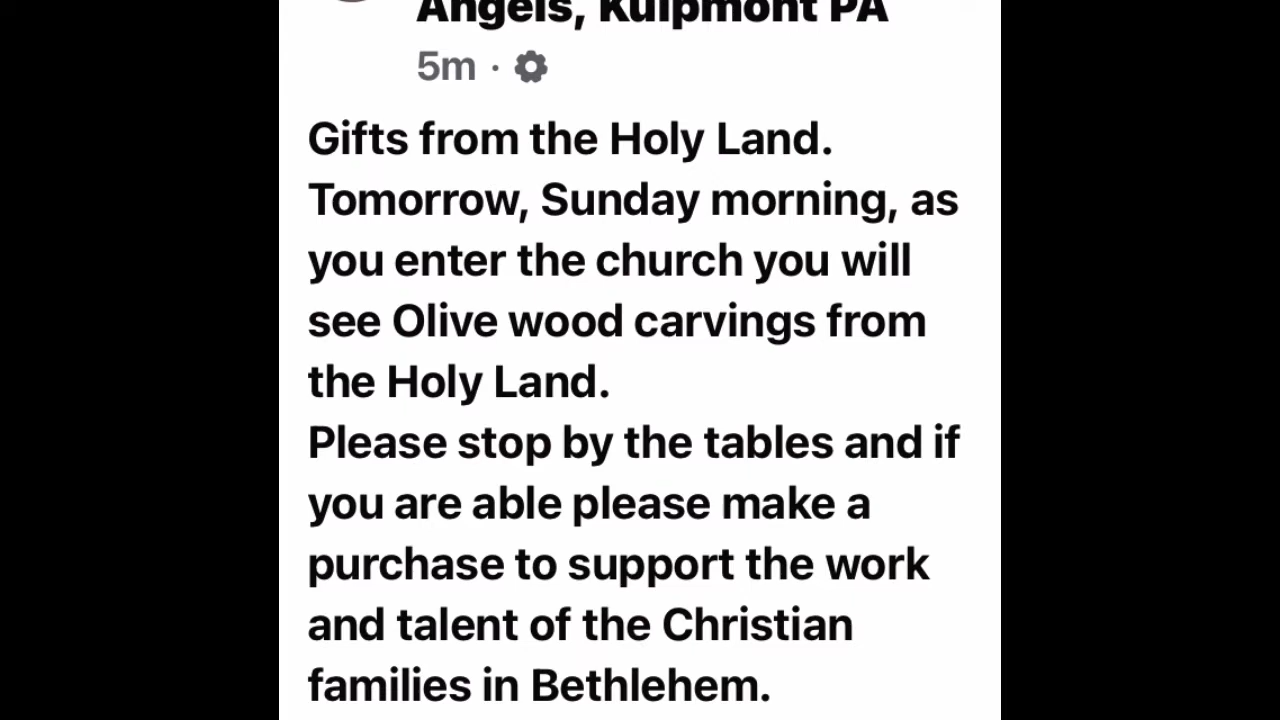 Angels, Kulpmont PA
5m ·
Gifts from the Holy Land.
Tomorrow, Sunday morning, as
you enter the church you will
see Olive wood carvings from
the Holy Land.
Please stop by the tables and if
you are able please make a
purchase to support the work
and talent of the Christian
families in Bethlehem.